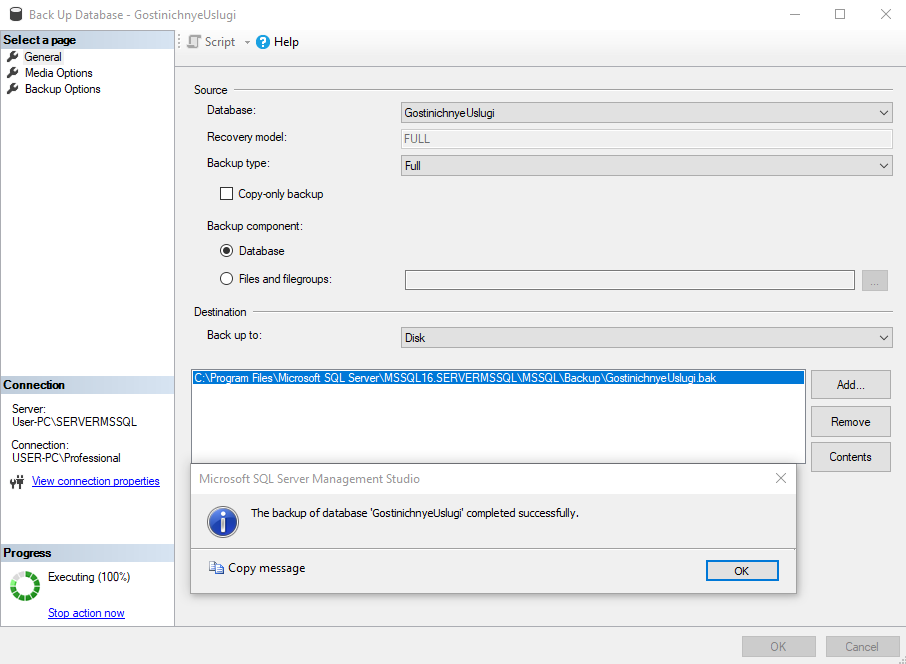 Back Up Database - GostinichnyeUslugi
Select a page
General
Media Options
Backup Options
Script
Help
Source
Database:
GostinichnyeUslugi
Recovery model:
FULL
Backup type:
Full
Copy-only backup
Backup component:
Database
Files and filegroups:
...
Destination
Back up to:
Disk
C:\Program Files\Microsoft SQL Server\MSSQL16.SERVERMSSQL\MSSQL\Backup\GostinichnyeUslugi.bak
Add...
Remove
Contents
Connection
Server:
User-PC\SERVERMSSQL
Connection:
USER-PC\Professional
View connection properties
Progress
Executing (100%)
Stop action now
Microsoft SQL Server Management Studio
The backup of database 'GostinichnyeUslugi' completed successfully.
Copy message
OK
OK
Cancel